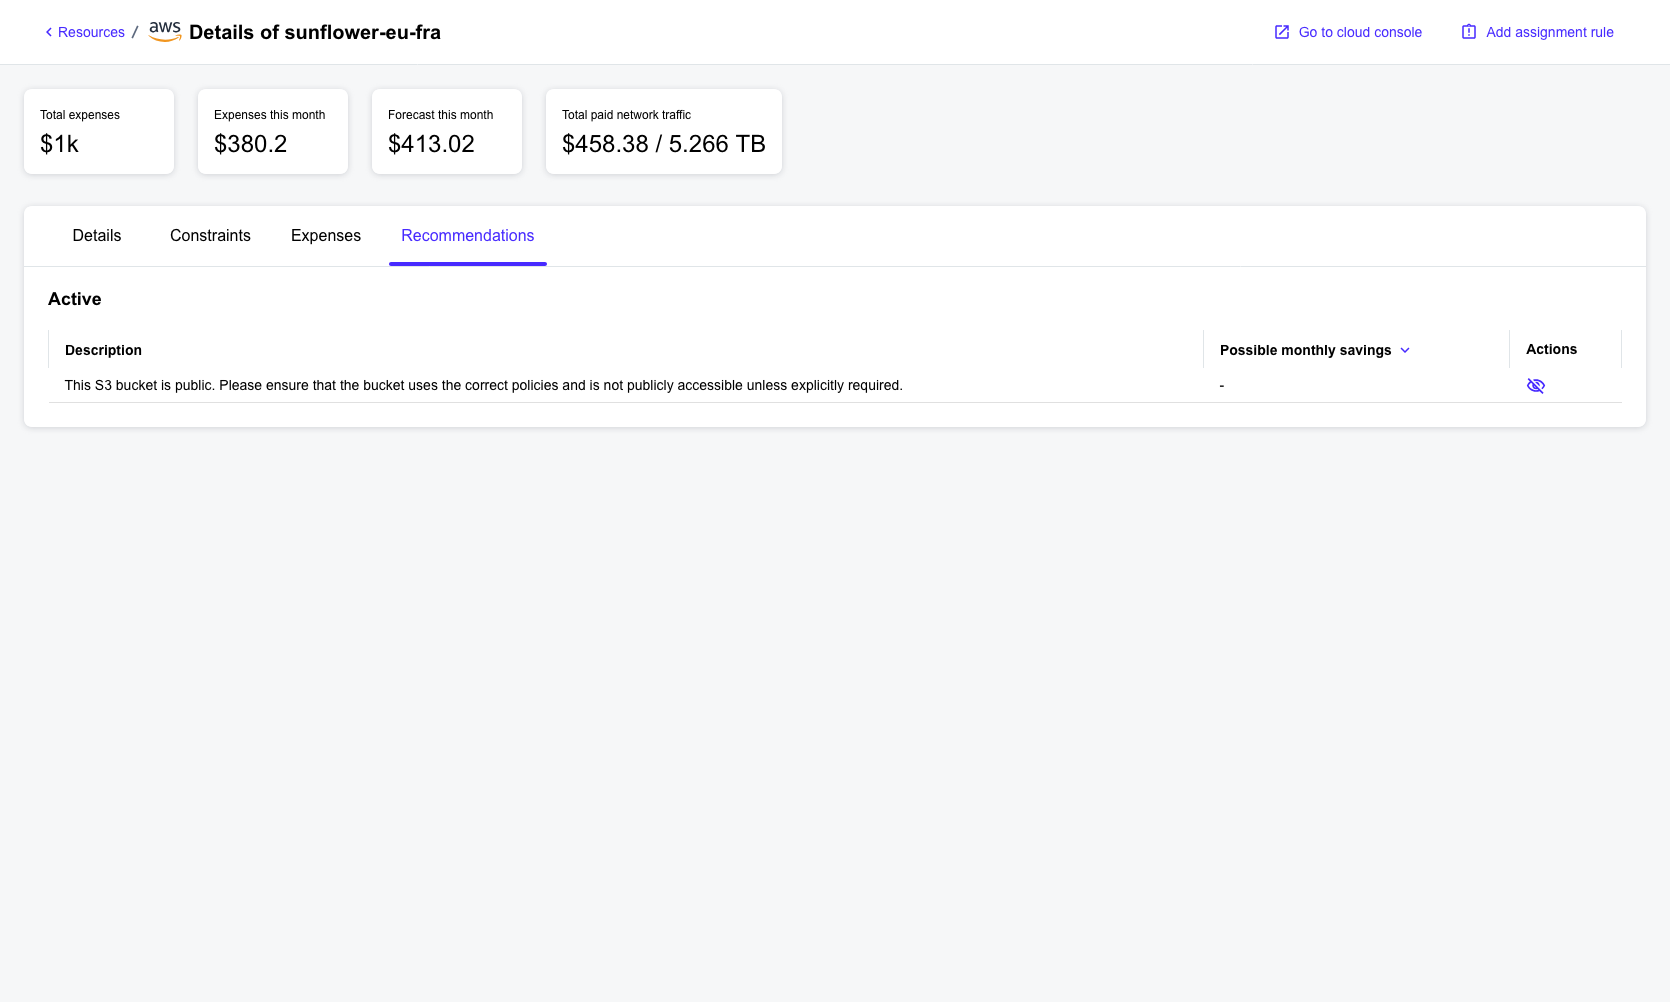 Resources / aws Details of sunflower-eu-fra
Go to cloud console
Add assignment rule
Total expenses
$1k
Expenses this month
$380.2
Forecast this month
$413.02
Total paid network traffic
$458.38 / 5.266 TB
Details
Constraints
Expenses
Recommendations
Active
Description
Possible monthly savings
Actions
This S3 bucket is public. Please ensure that the bucket uses the correct policies and is not publicly accessible unless explicitly required.
-